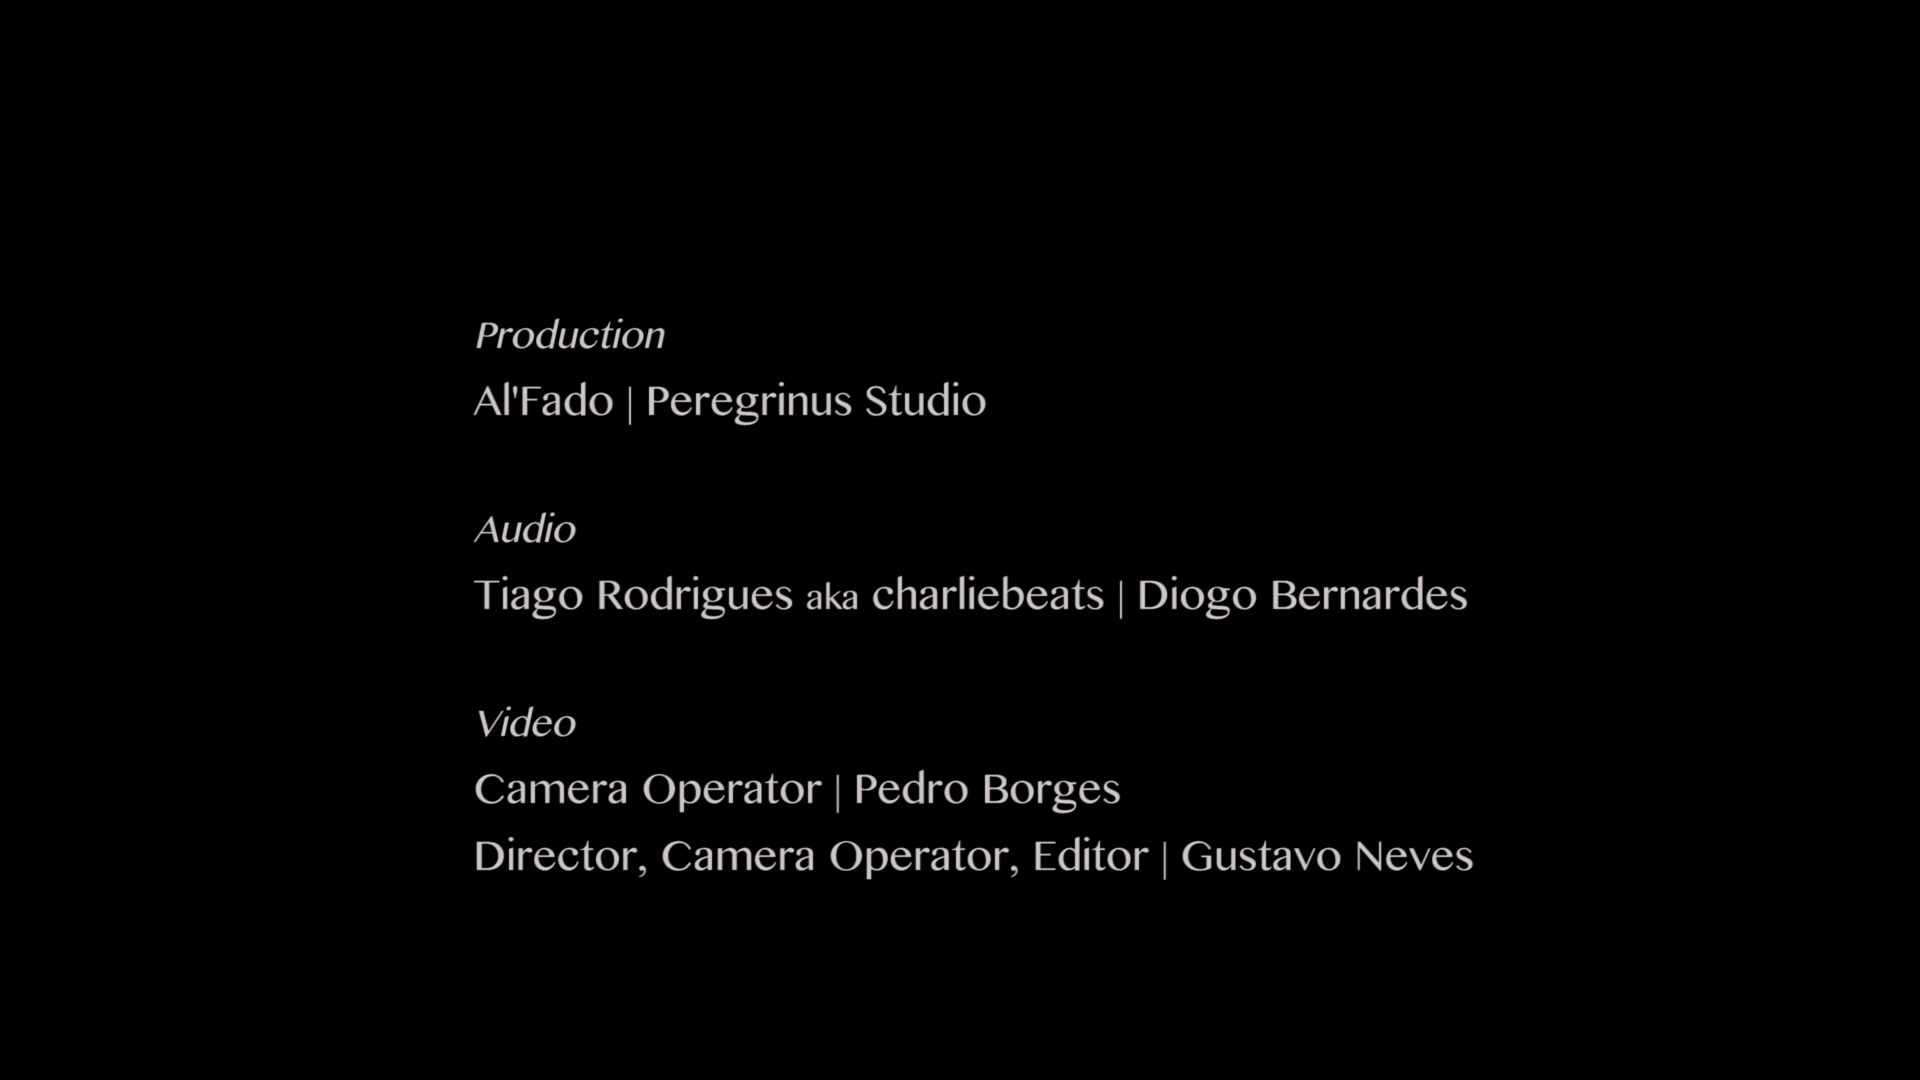 Production
Al'Fado | Peregrinus Studio
Audio
Tiago Rodrigues aka charliebeats | Diogo Bernardes
Video
Camera Operator | Pedro Borges
Director, Camera Operator, Editor | Gustavo Neves